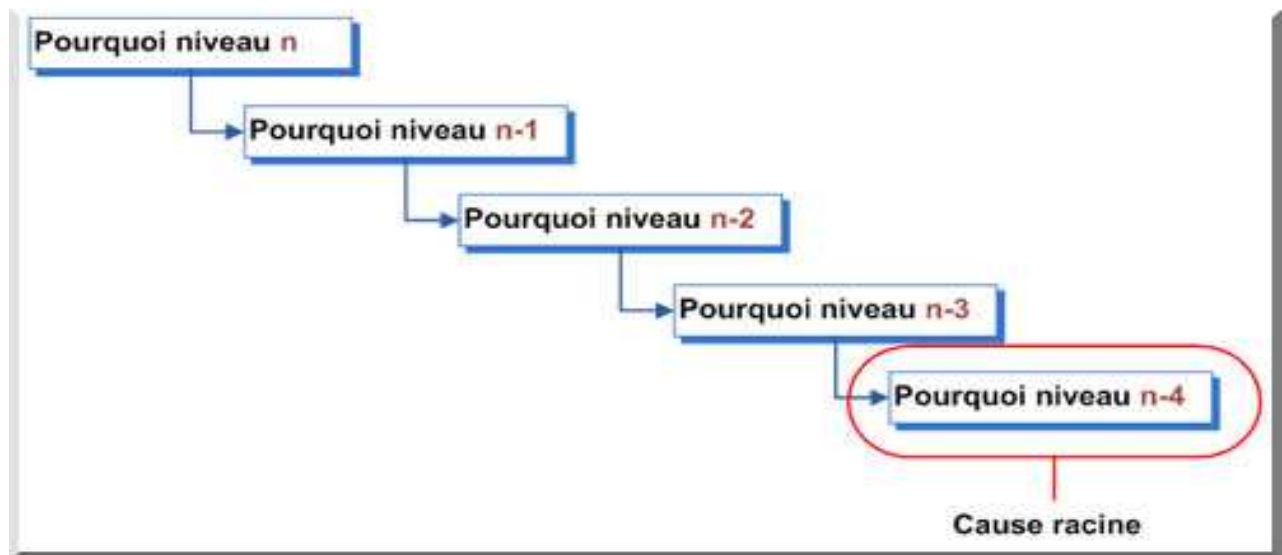 Pourquoi niveau n
Pourquoi niveau n-1
Pourquoi niveau n-2
Pourquoi niveau n-3
Pourquoi niveau n-4
Cause racine